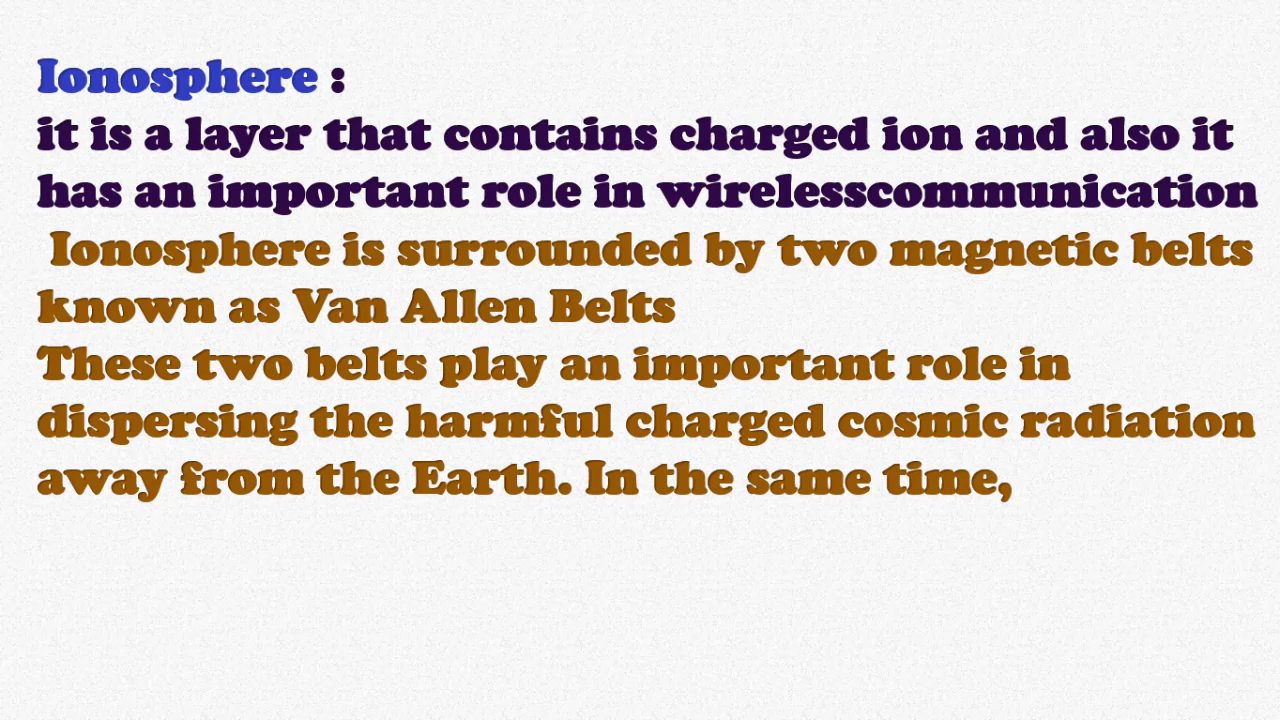 Ionosphere :
it is a layer that contains charged ion and also it
has an important role in wirelesscommunication
Ionosphere is surrounded by two magnetic belts
known as Van Allen Belts
These two belts play an important role in
dispersing the harmful charged cosmic radiation
away from the Earth. In the same time,